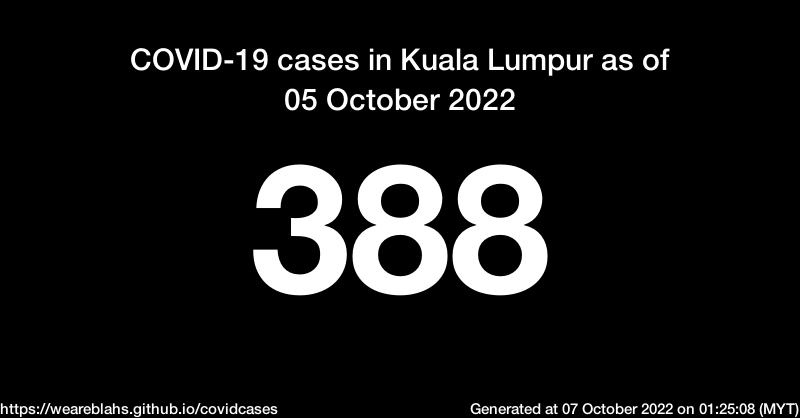 COVID-19 cases in Kuala Lumpur as of
05 October 2022
388
https://weareblahs.github.io/covidcases
Generated at 07 October 2022 on 01:25:08 (MYT)